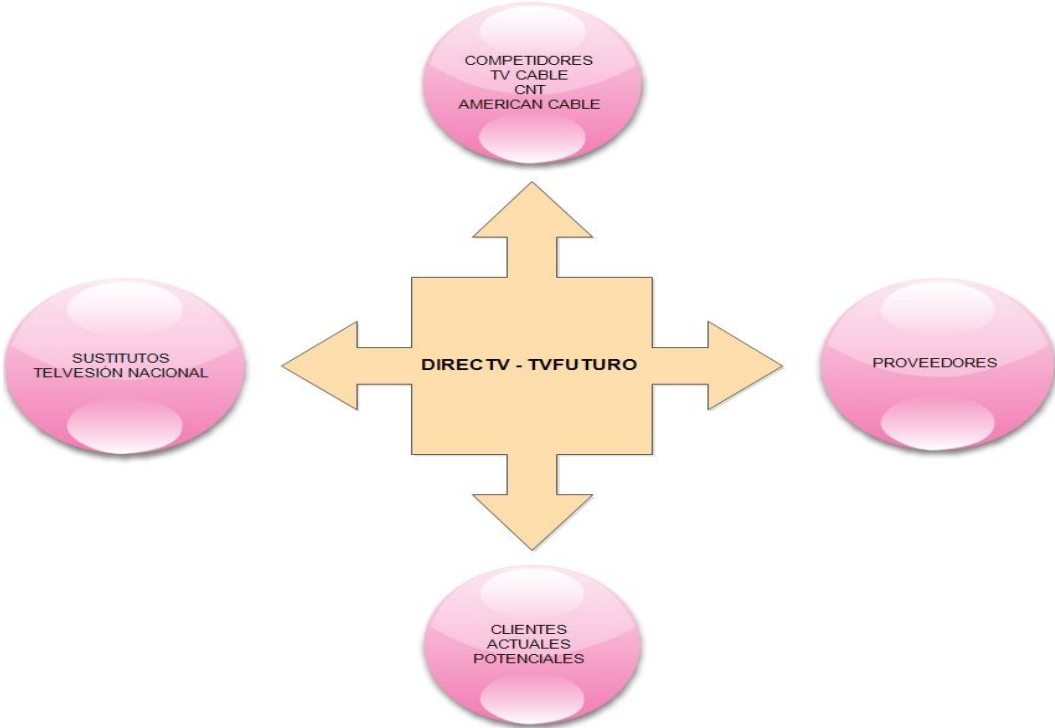 COMPETIDORES
TV CABLE
CNT
AMERICAN CABLE
SUSTITUTOS
TELVESIÓN NACIONAL
DIRECTV - TVFUTURO
PROVEEDORES
CLIENTES
ACTUALES
POTENCIALES